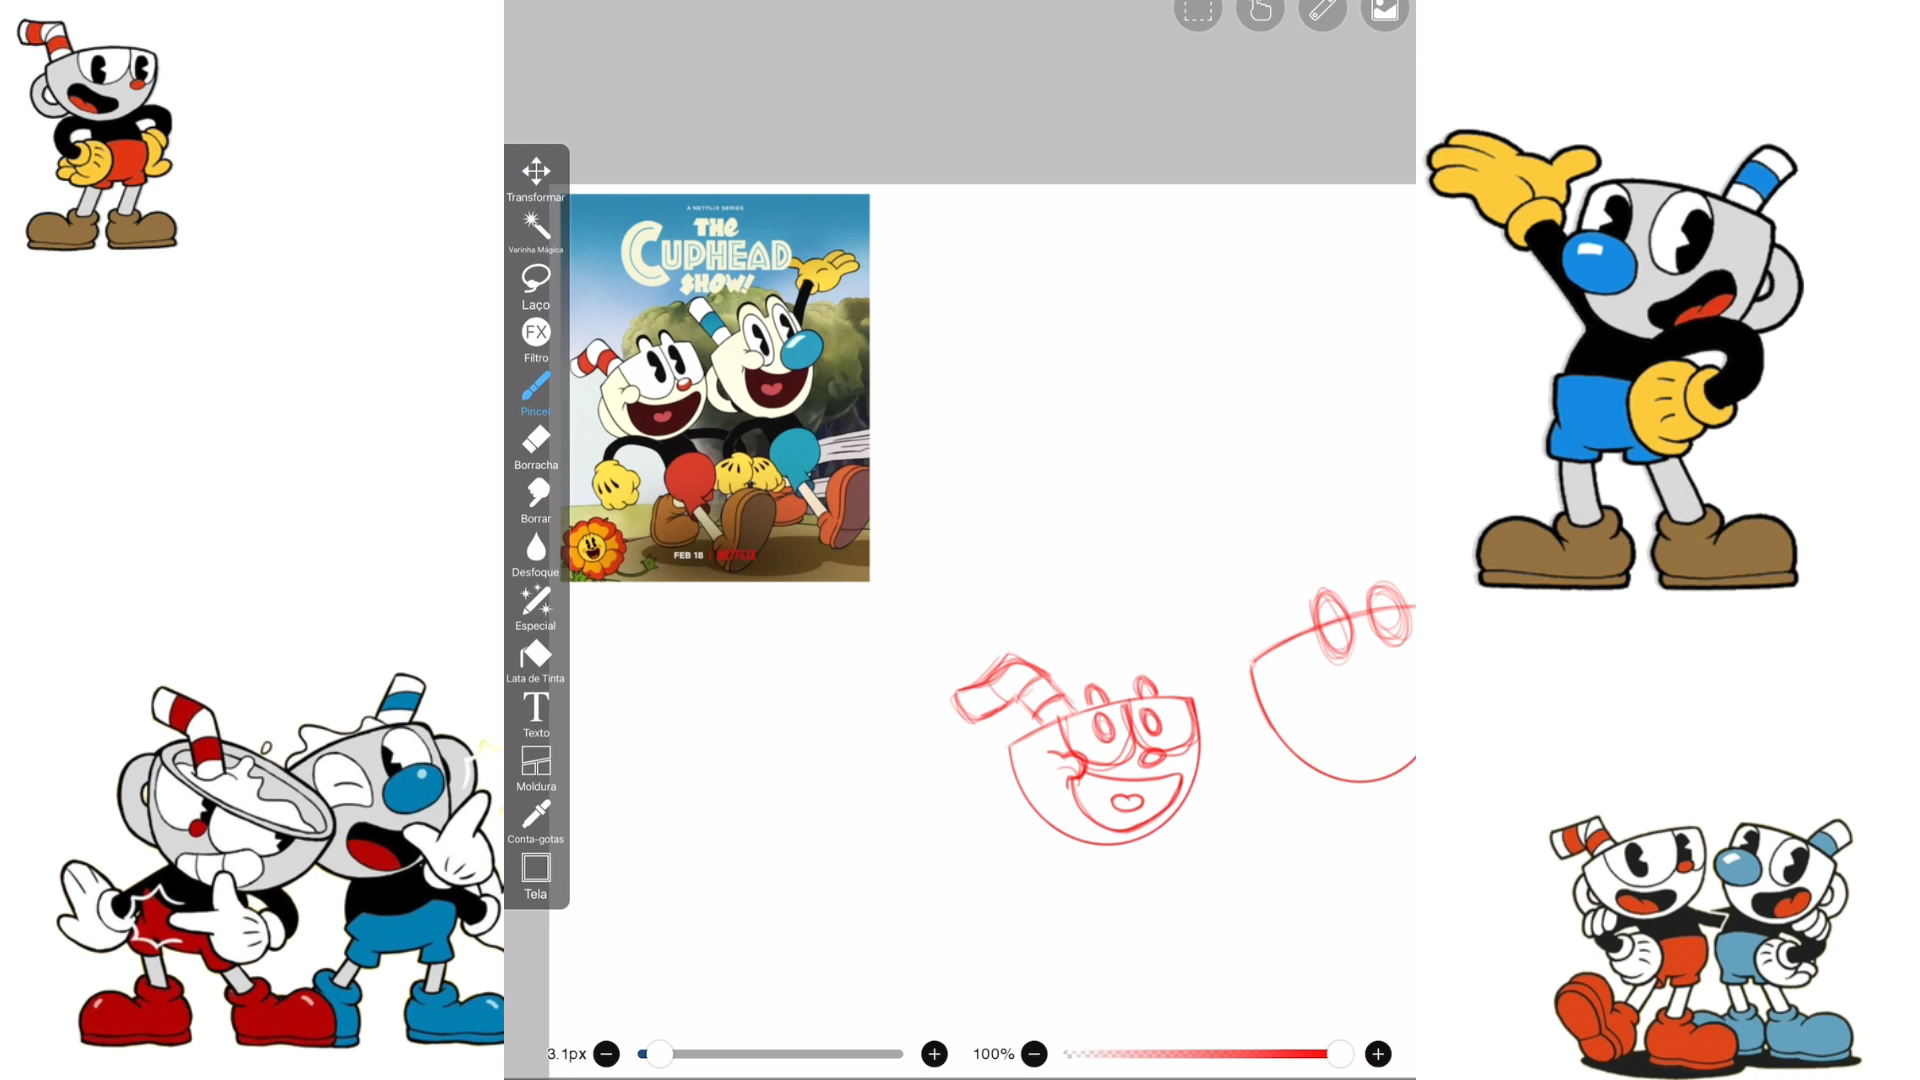 Transformar
Varinha Mágica
Laço
FX
Filtro
Pincel
Borracha
Borrar
Desfoque
Especial
Lata de Tinta
T
Texto
Moldura
Conta-gotas
Tela
A NETFLIX SERIES
THE
CUPHEAD
SHOW!
FEB 18 | NETFLIX
3.1px
100%